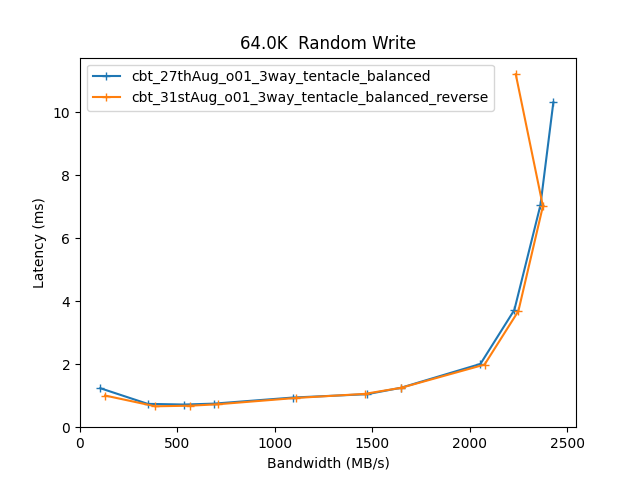 64.0K  Random Write
cbt_27thAug_o01_3way_tentacle_balanced
cbt_31stAug_o01_3way_tentacle_balanced_reverse
10
8
6
4
2
0
Latency (ms)
0 500 1000 1500 2000 2500
Bandwidth (MB/s)